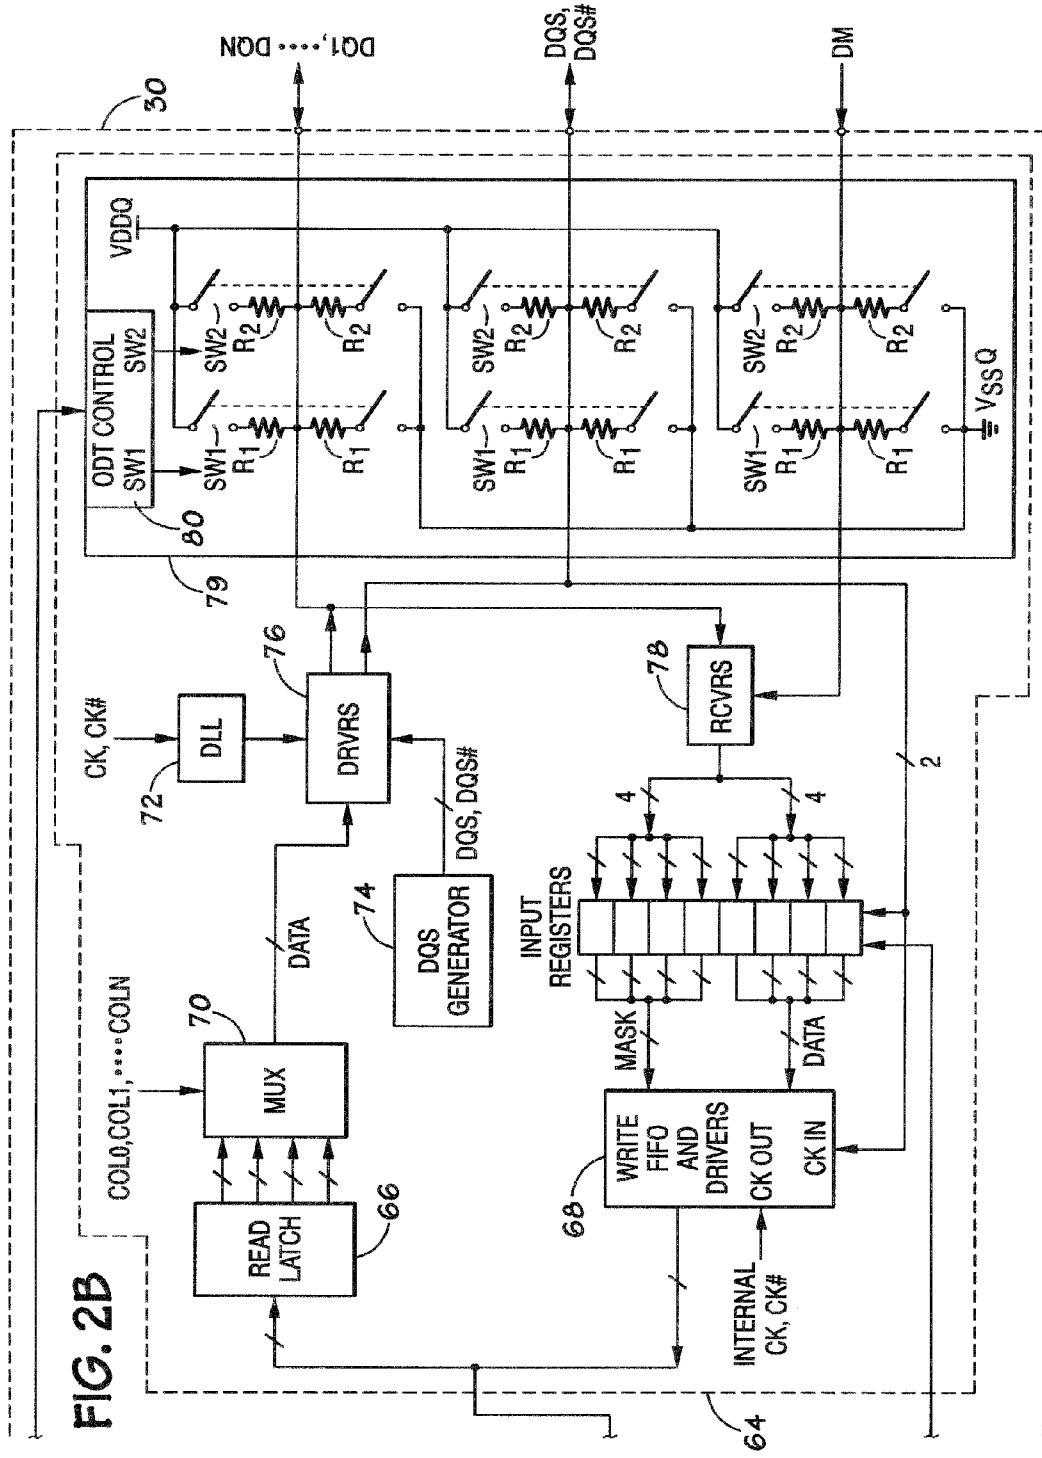 FIG. 2B
30
ODT CONTROL
SW1
SW2
80
79
VDDQ
SW1
SW2
R1
R2
R1
R2
DQ1,·····DQN
SW1
SW2
R1
R2
R1
R2
DQS,
DQS#
SW1
SW2
R1
R2
R1
R2
DM
VSSQ
COL0,COL1,····COLN
CK, CK#
72
DLL
76
DRVRS
70
MUX
DATA
READ
LATCH
66
74
DQS
GENERATOR
DQS, DQS#
78
RCVRS
4
4
2
INPUT
REGISTERS
MASK
DATA
68
WRITE
FIFO
AND
DRIVERS
CK OUT
CK IN
INTERNAL
CK, CK#
64